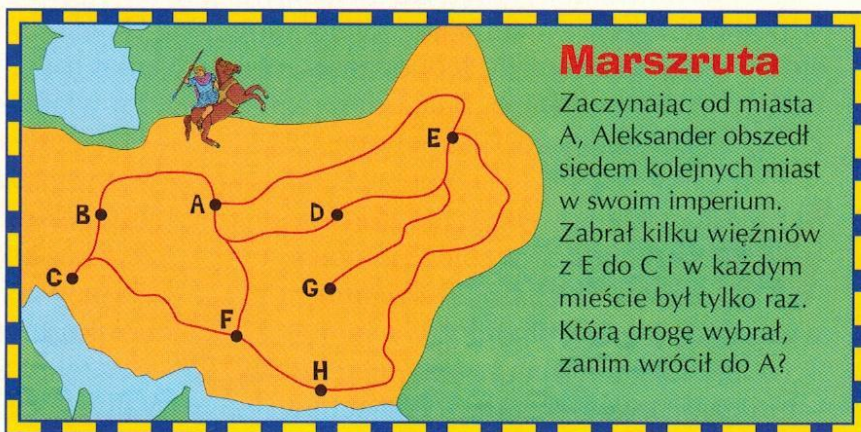 Marszruta
Zaczynając od miasta
A, Aleksander obszedł
siedem kolejnych miast
w swoim imperium.
Zabrał kilku więźniów
z E do C i w każdym
mieście był tylko raz.
Którą drogę wybrał,
zanim wrócił do A?
E
B
A
D
C
G
F
H